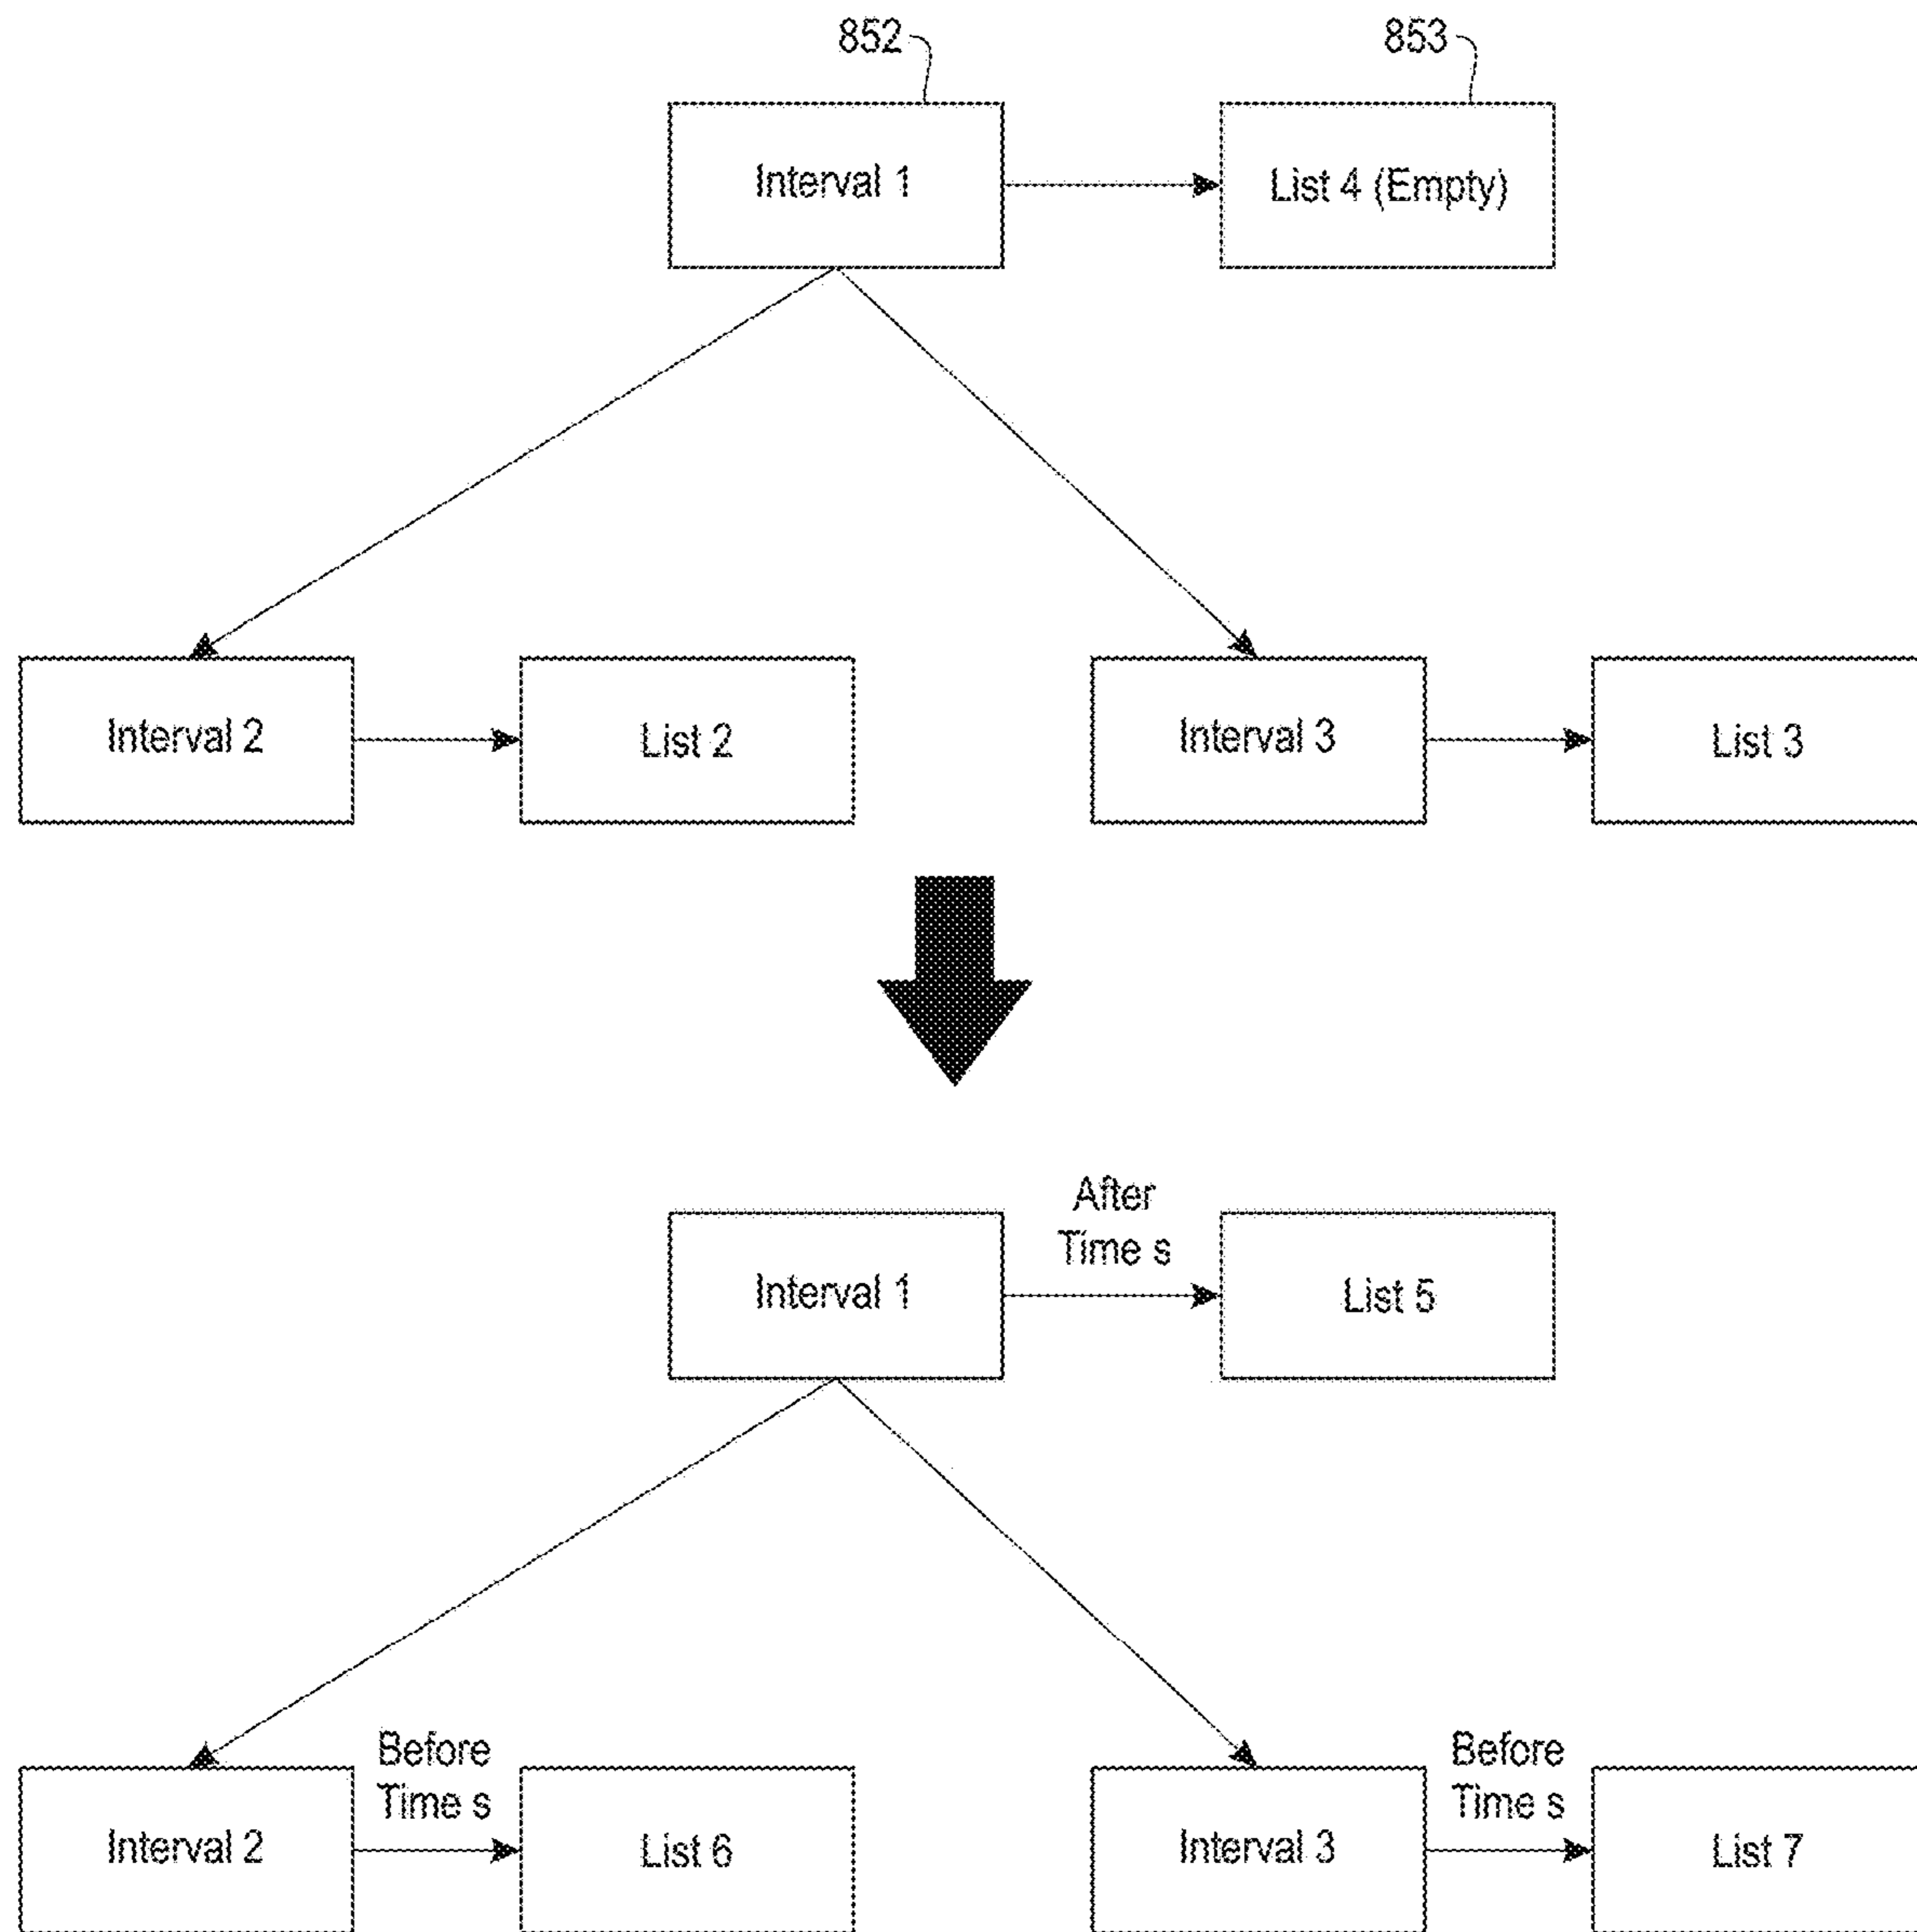 852
853
Interval 1
List 4 (Empty)
Interval 2
List 2
Interval 3
List 3
After
Time s
Interval 1
List 5
Before
Time s
Before
Time s
Interval 2
List 6
Interval 3
List 7